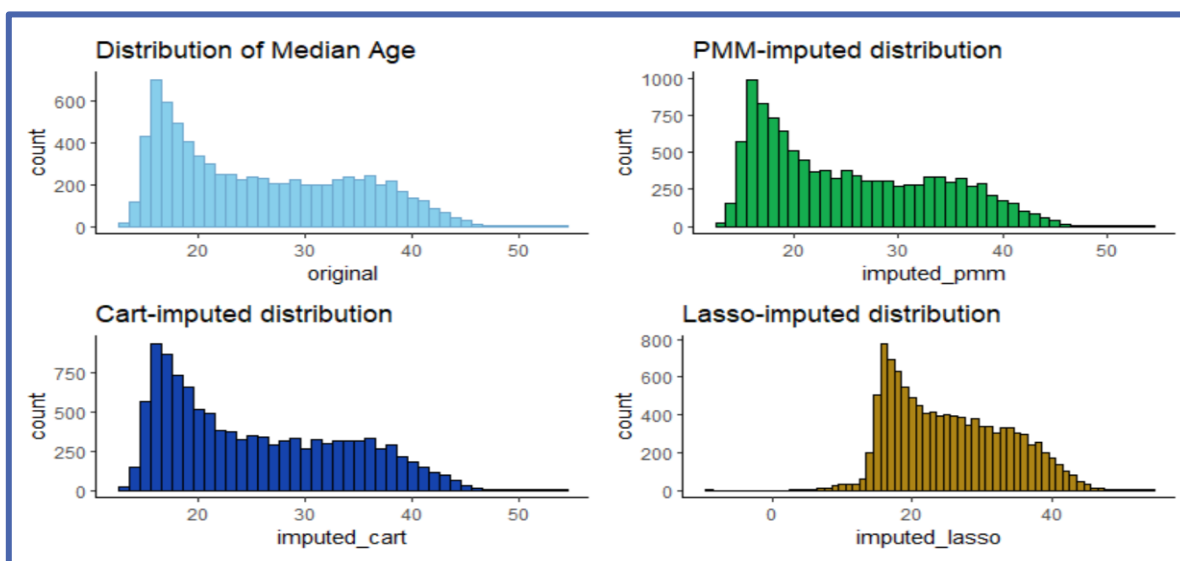 Distribution of Median Age
600
400
200
0
count
20 30 40 50
original
PMM-imputed distribution
1000
750
500
250
0
count
20 30 40 50
imputed_pmm
Cart-imputed distribution
750
500
250
0
count
20 30 40 50
imputed_cart
Lasso-imputed distribution
800
600
400
200
0
count
0 20 40
imputed_lasso